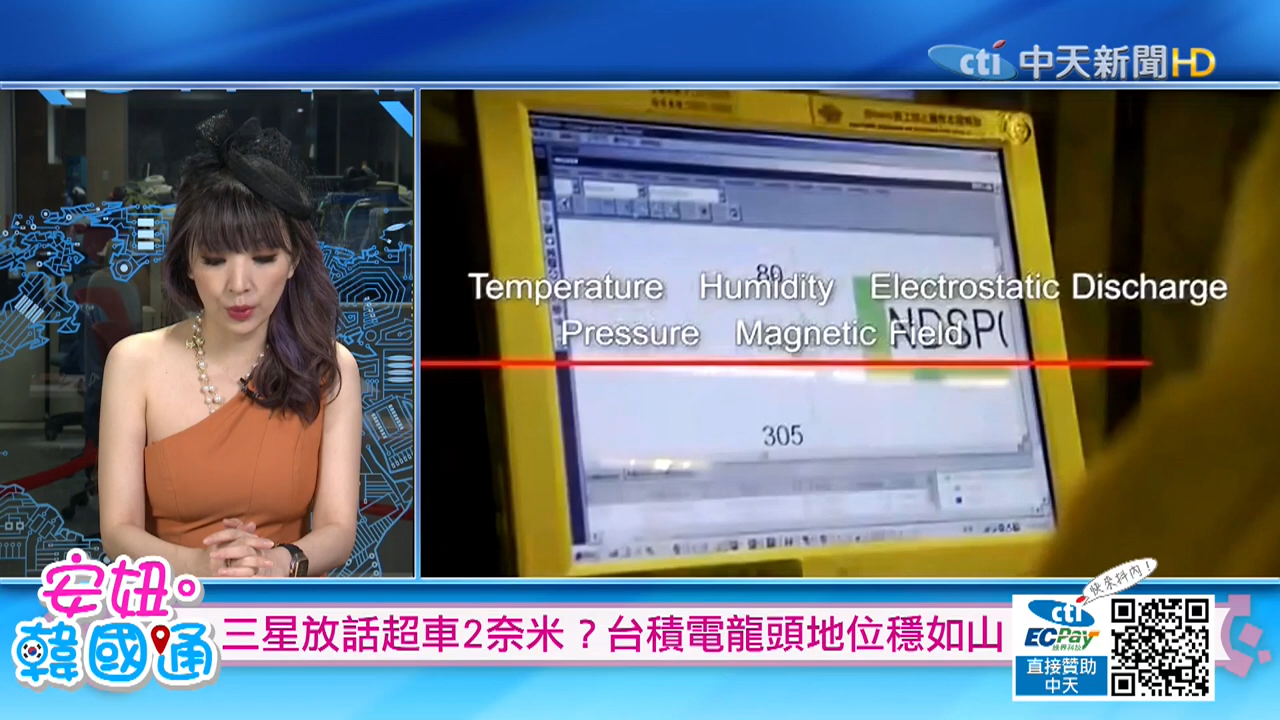 cti 中天新聞HD
80
Temperature Humidity Electrostatic Discharge
NDSP
Pressure Magnetic Field
305
安妞。
韓國通
三星放話超車2奈米？台積電龍頭地位穩如山
快來抖內！
cti
ECPay
綠界科技
直接贊助
中天